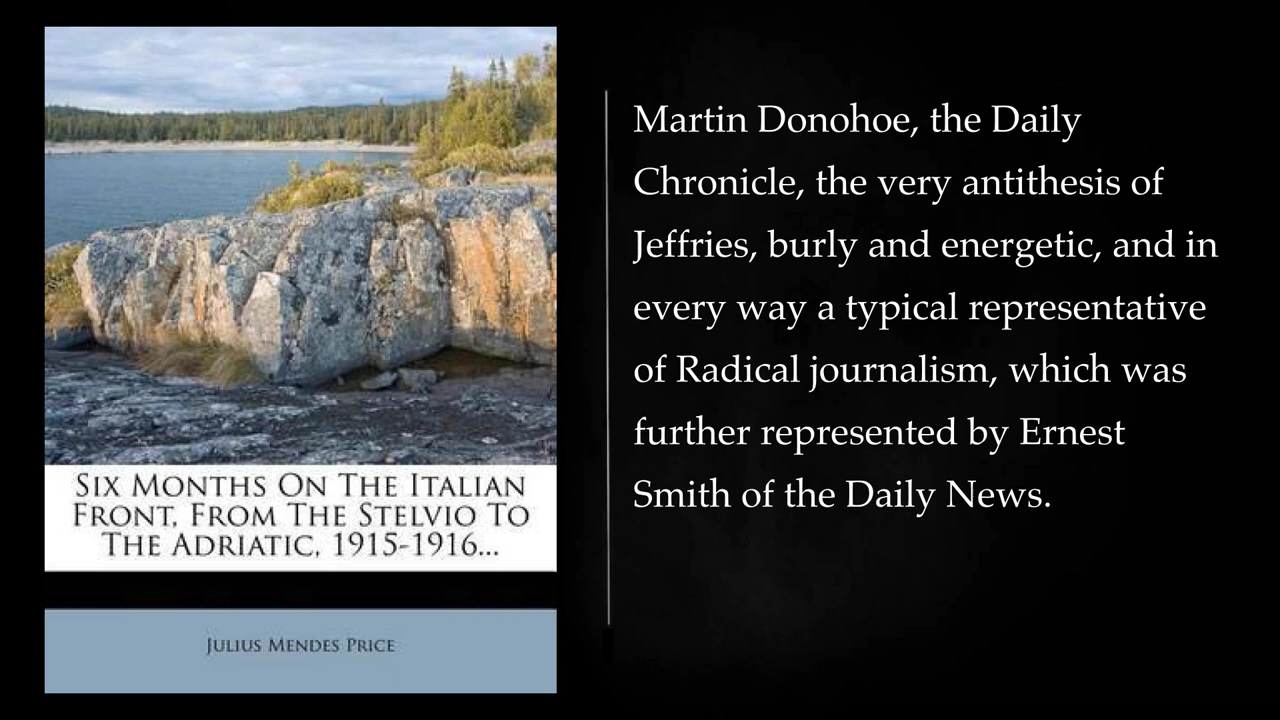 SIX MONTHS ON THE ITALIAN
FRONT, FROM THE STELVIO TO
THE ADRIATIC, 1915-1916...
JULIUS MENDES PRICE
Martin Donohoe, the Daily
Chronicle, the very antithesis of
Jeffries, burly and energetic, and in
every way a typical representative
of Radical journalism, which was
further represented by Ernest
Smith of the Daily News.